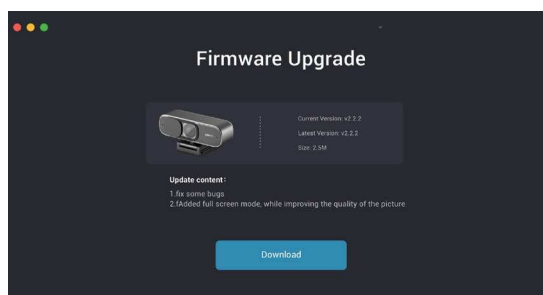 Firmware Upgrade
Current Version: v2.2.2
Latest Version: v2.2.2
Size: 2.5M
Update content:
1.fix some bugs
2.fAdded full screen mode, while improving the quality of the picture
Download